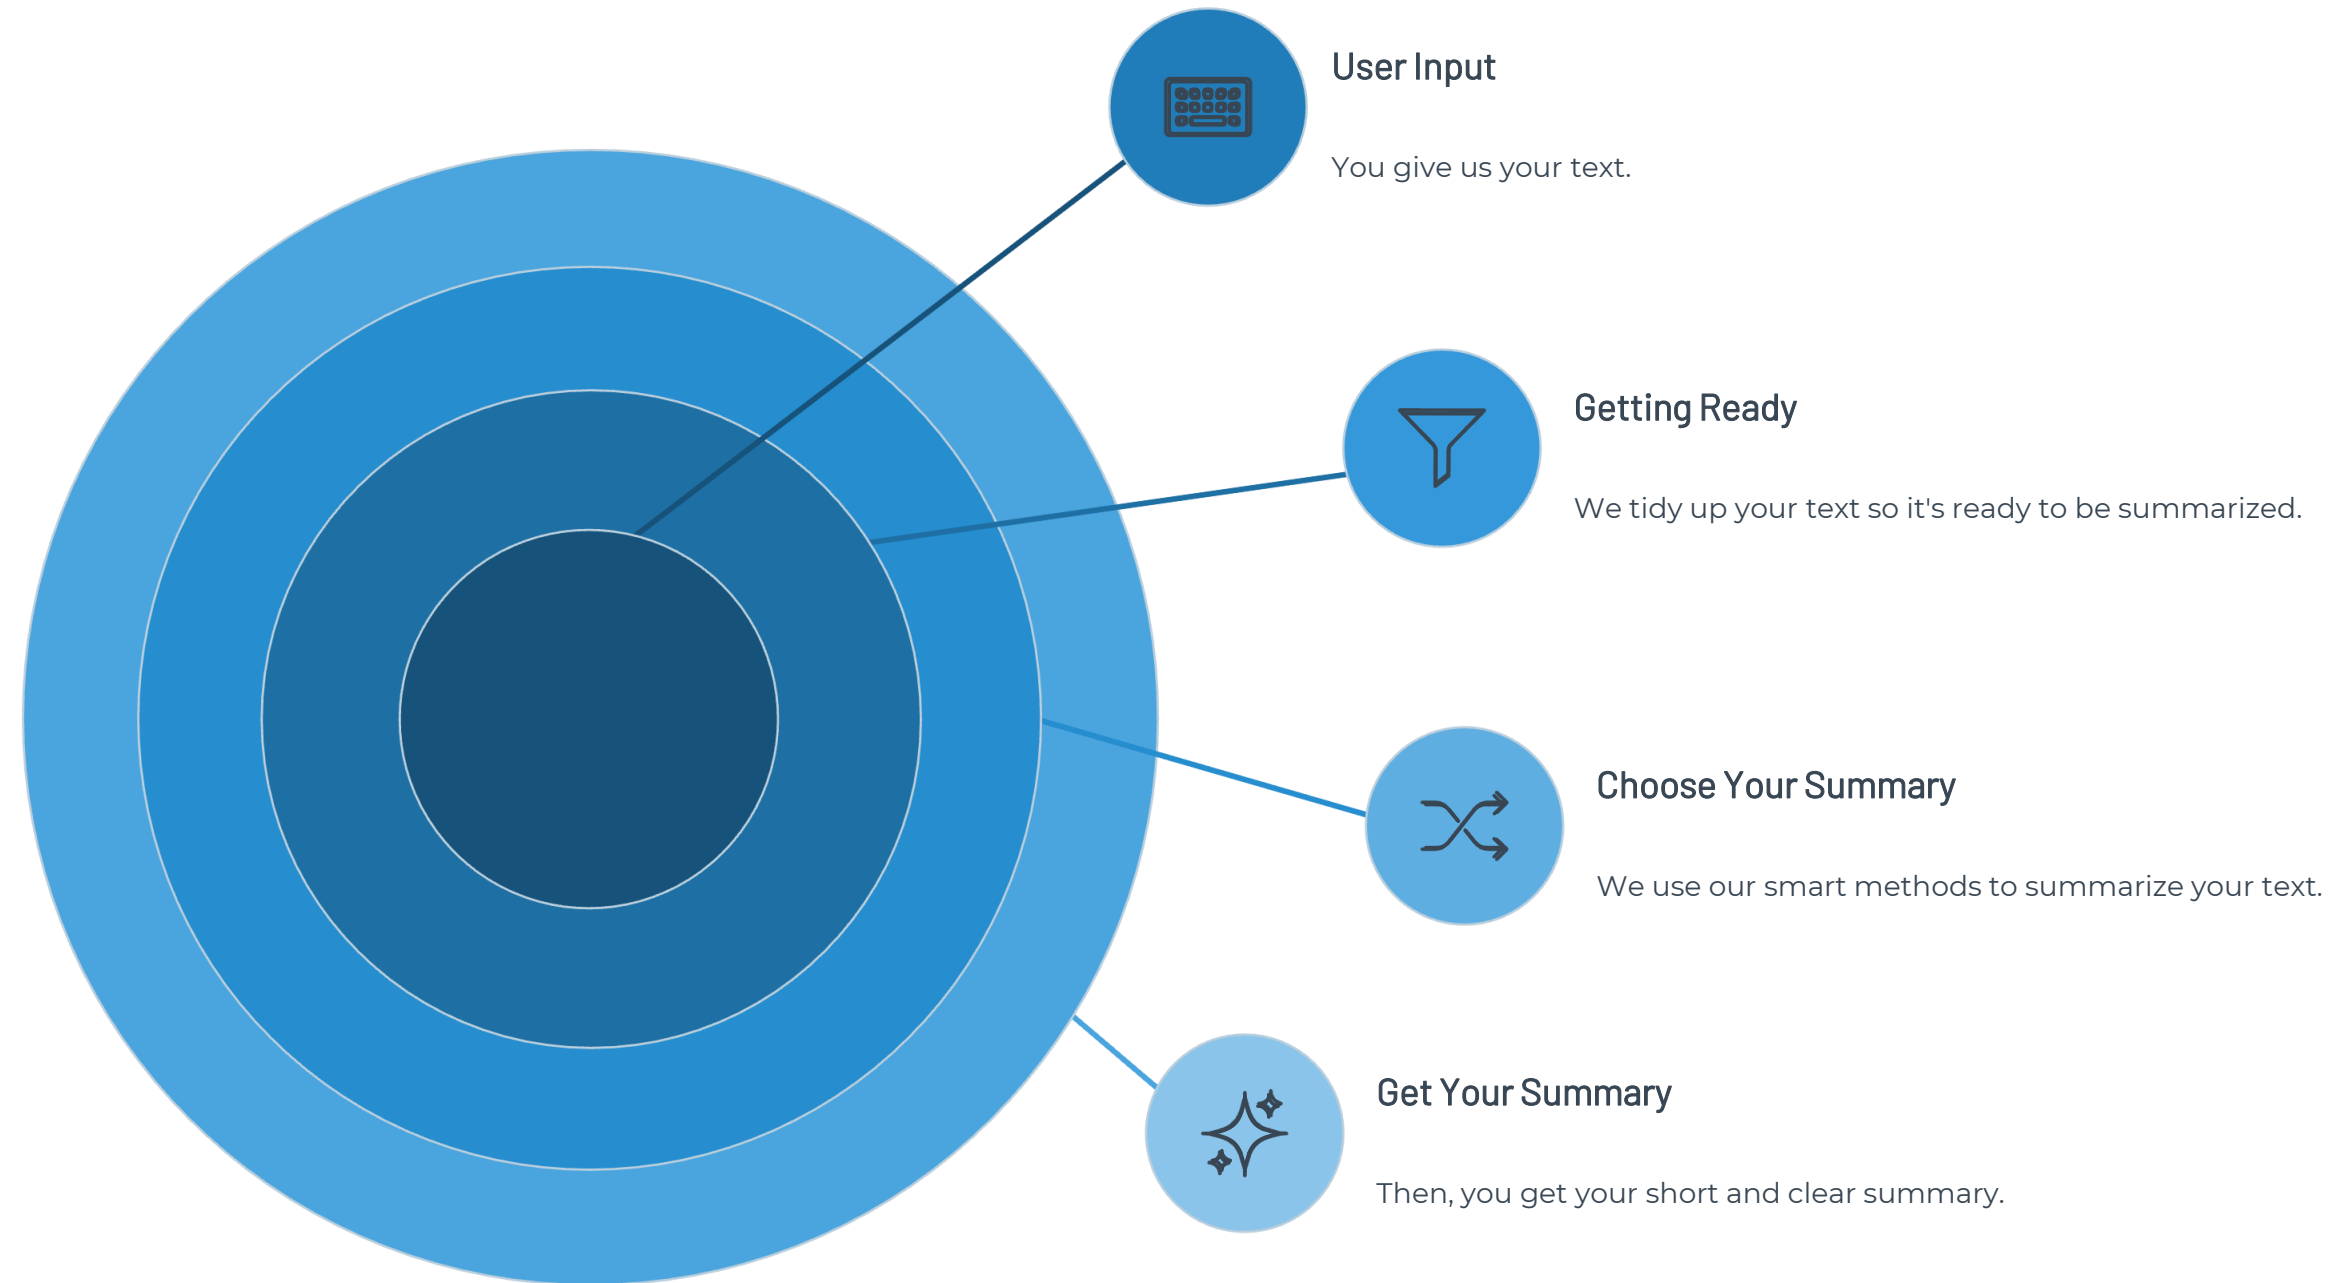 User Input
You give us your text.
Getting Ready
We tidy up your text so it's ready to be summarized.
Choose Your Summary
We use our smart methods to summarize your text.
Get Your Summary
Then, you get your short and clear summary.